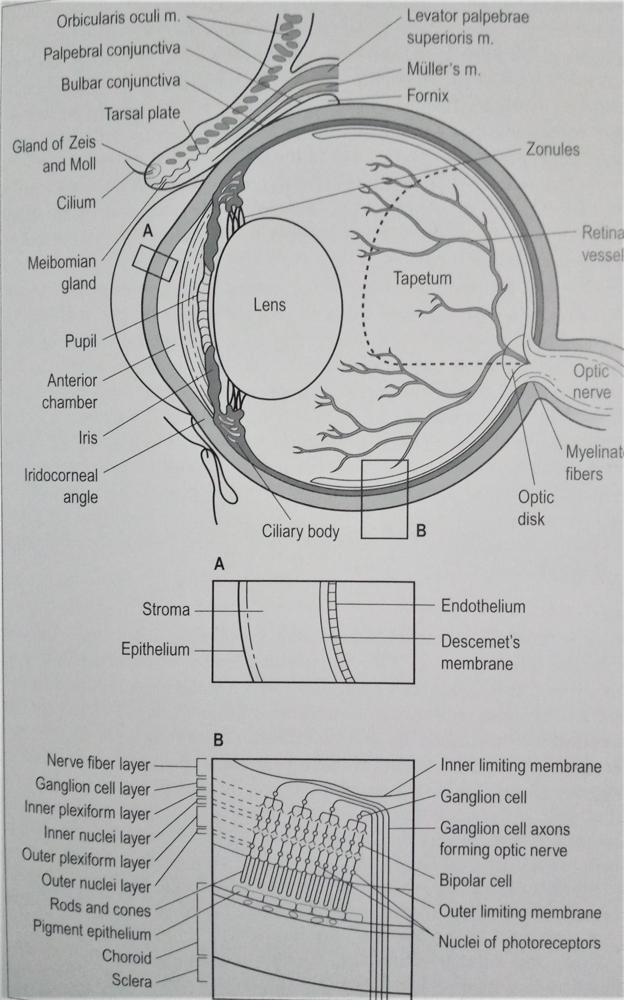 Orbicularis oculi m.
Palpebral conjunctiva
Bulbar conjunctiva
Tarsal plate
Gland of Zeis
and Moll
Cilium
A
Meibomian
gland
Pupil
Anterior
chamber
Iris
Iridocorneal
angle
Levator palpebrae
superioris m.
Müller's m.
Fornix
Zonules
Retina
vessel
Tapetum
Lens
Optic
nerve
Myelinat
fibers
Optic
disk
Ciliary body
B
A
Stroma
Epithelium
Endothelium
Descemet's
membrane
B
Nerve fiber layer
Ganglion cell layer
Inner plexiform layer
Inner nuclei layer
Outer plexiform layer
Outer nuclei layer
Rods and cones
Pigment epithelium
Choroid
Sclera
Inner limiting membrane
Ganglion cell
Ganglion cell axons
forming optic nerve
Bipolar cell
Outer limiting membrane
Nuclei of photoreceptors